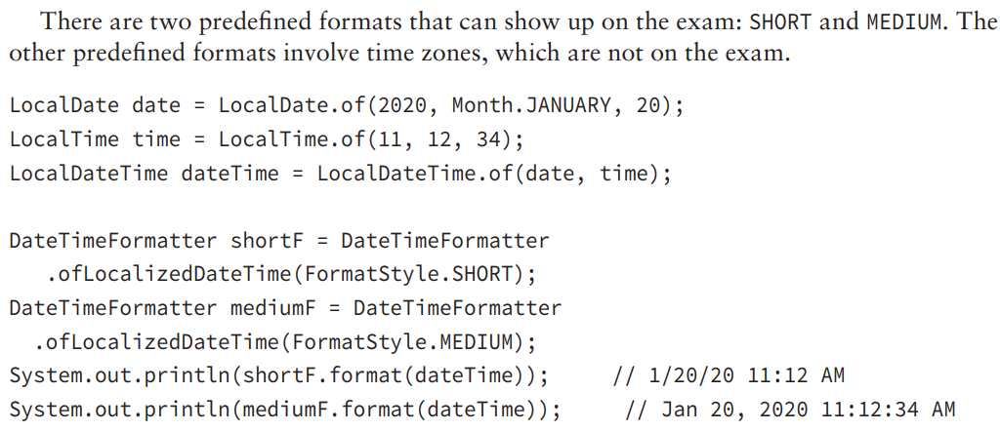 There are two predefined formats that can show up on the exam: SHORT and MEDIUM. The
other predefined formats involve time zones, which are not on the exam.
LocalDate date = LocalDate.of(2020, Month.JANUARY, 20);
LocalTime time = LocalTime.of(11, 12, 34);
LocalDateTime dateTime = LocalDateTime.of(date, time);
DateTimeFormatter shortF = DateTimeFormatter
.ofLocalizedDateTime(FormatStyle.SHORT);
DateTimeFormatter mediumF = DateTimeFormatter
.ofLocalizedDateTime(FormatStyle.MEDIUM);
System.out.println(shortF.format(dateTime)); // 1/20/20 11:12 AM
System.out.println(mediumF.format(dateTime)); // Jan 20, 2020 11:12:34 AM